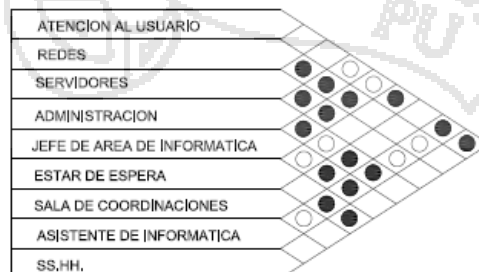 ATENCION AL USUARIO
REDES
SERVIDORES
ADMINISTRACION
JEFE DE AREA DE INFORMATICA
ESTAR DE ESPERA
SALA DE COORDINACIONES
ASISTENTE DE INFORMATICA
SS.HH.